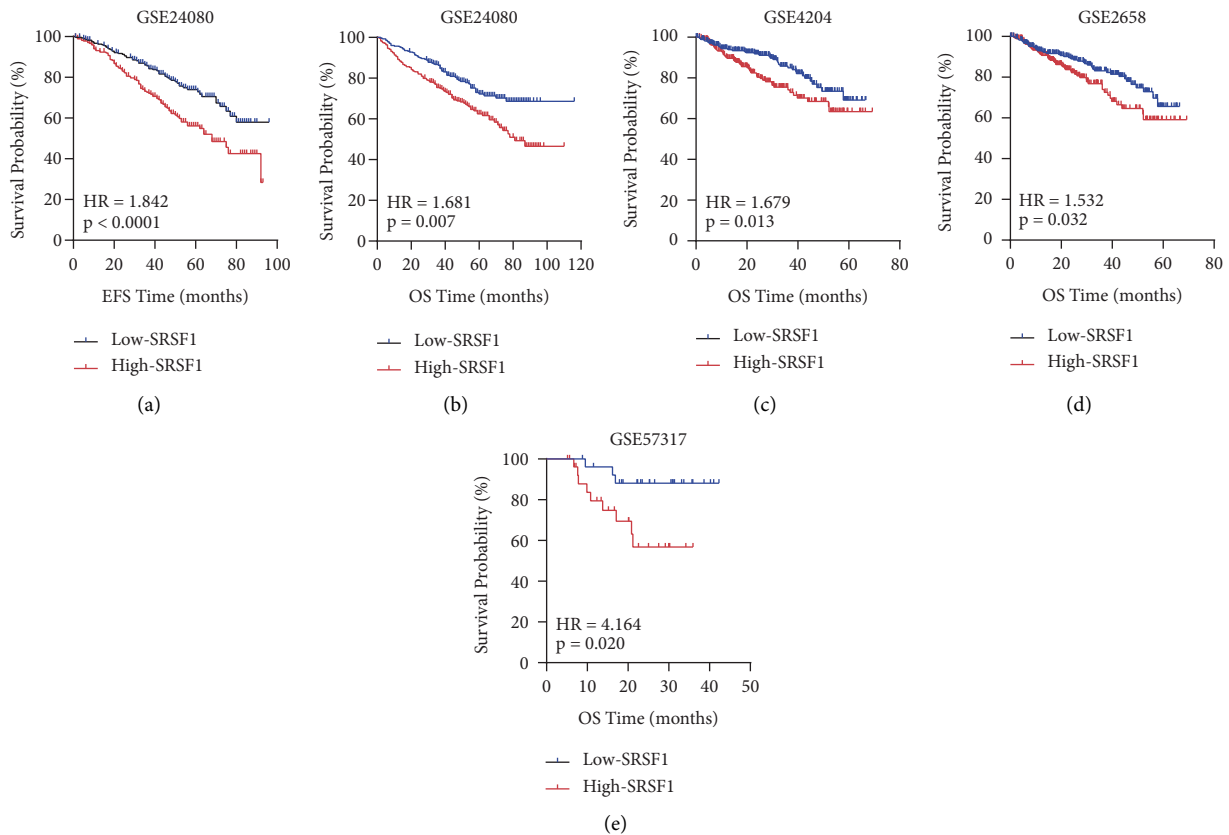 GSE24080
100
80
60
40
20
0
Survival Probability (%)
HR = 1.842
p < 0.0001
0 20 40 60 80 100
EFS Time (months)
Low-SRSF1
High-SRSF1
(a)
GSE24080
100
80
60
40
20
0
Survival Probability (%)
HR = 1.681
p = 0.007
0 20 40 60 80 100 120
OS Time (months)
Low-SRSF1
High-SRSF1
(b)
GSE4204
100
80
60
40
20
0
Survival Probability (%)
HR = 1.679
p = 0.013
0 20 40 60 80
OS Time (months)
Low-SRSF1
High-SRSF1
(c)
GSE2658
100
80
60
40
20
0
Survival Probability (%)
HR = 1.532
p = 0.032
0 20 40 60 80
OS Time (months)
Low-SRSF1
High-SRSF1
(d)
GSE57317
100
80
60
40
20
0
Survival Probability (%)
HR = 4.164
p = 0.020
0 10 20 30 40 50
OS Time (months)
Low-SRSF1
High-SRSF1
(e)